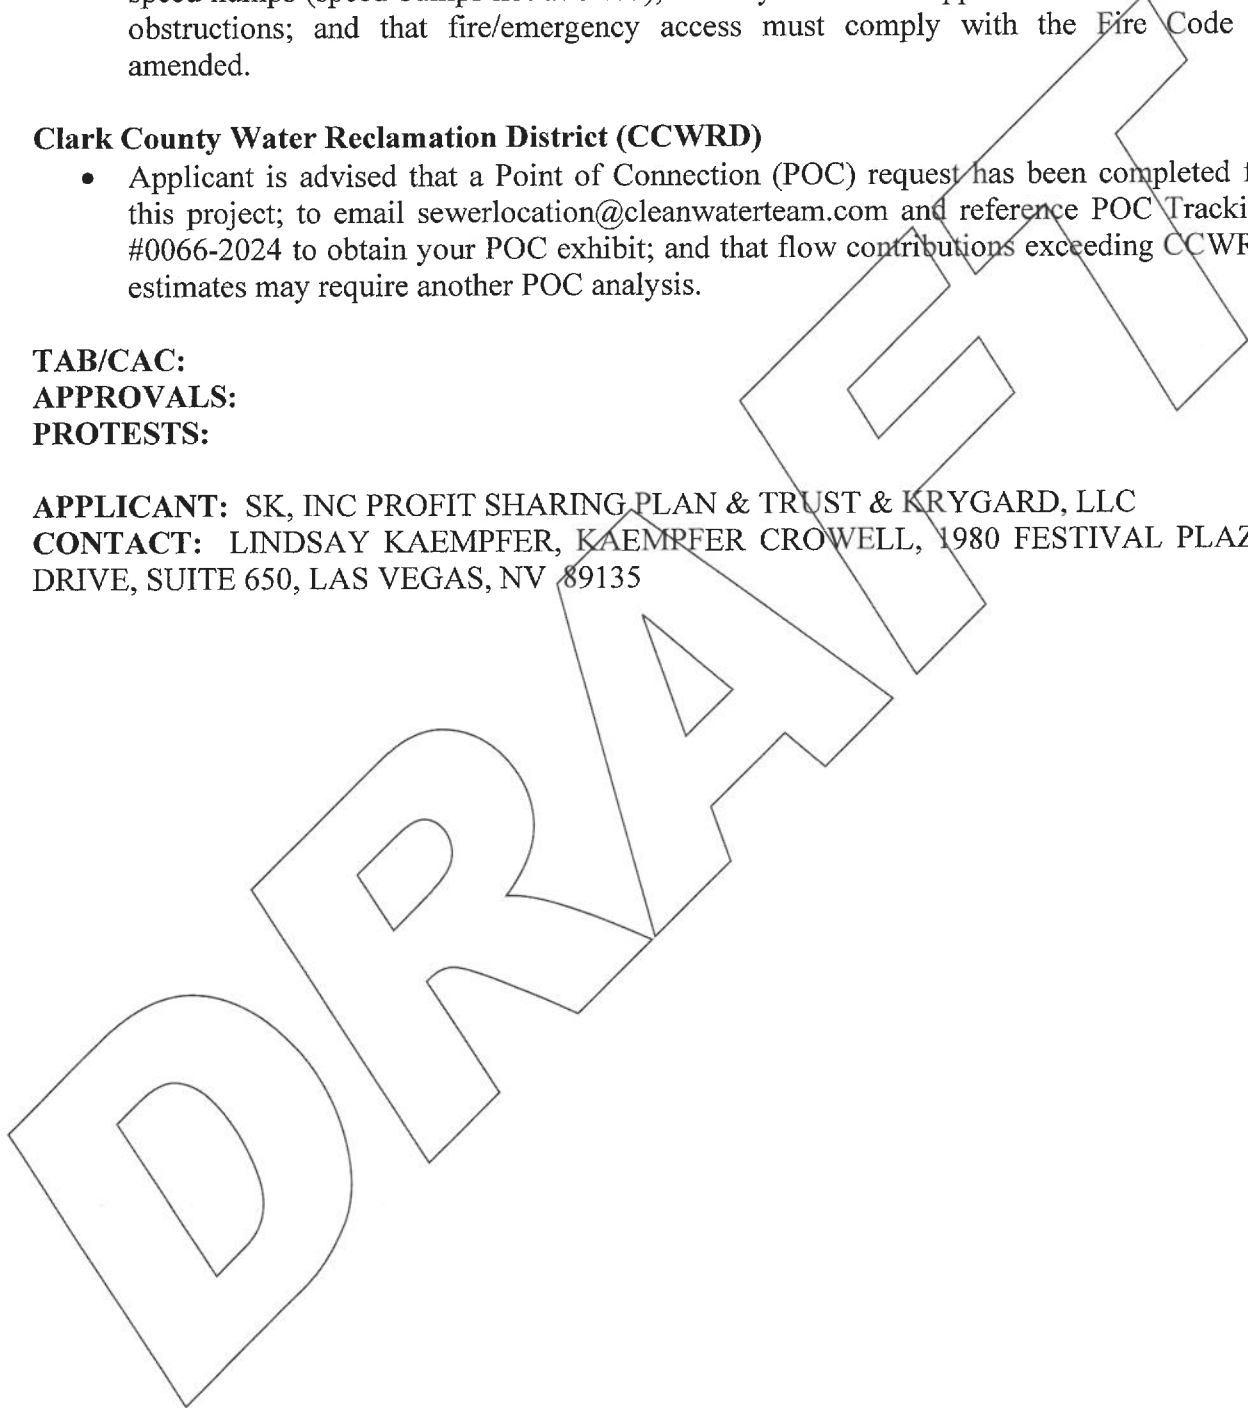 obstructions; and that fire/emergency access must comply with the Fire Code
amended.
Clark County Water Reclamation District (CCWRD)
• Applicant is advised that a Point of Connection (POC) request has been completed
this project; to email sewerlocation@cleanwaterteam.com and reference POC Tracki
#0066-2024 to obtain your POC exhibit; and that flow contributions exceeding CCWR
estimates may require another POC analysis.
TAB/CAC:
APPROVALS:
PROTESTS:
APPLICANT: SK, INC PROFIT SHARING PLAN & TRUST & KRYGARD, LLC
CONTACT: LINDSAY KAEMPFER, KAEMPFER CROWELL, 1980 FESTIVAL PLAZ
DRIVE, SUITE 650, LAS VEGAS, NV 89135
DRAFT